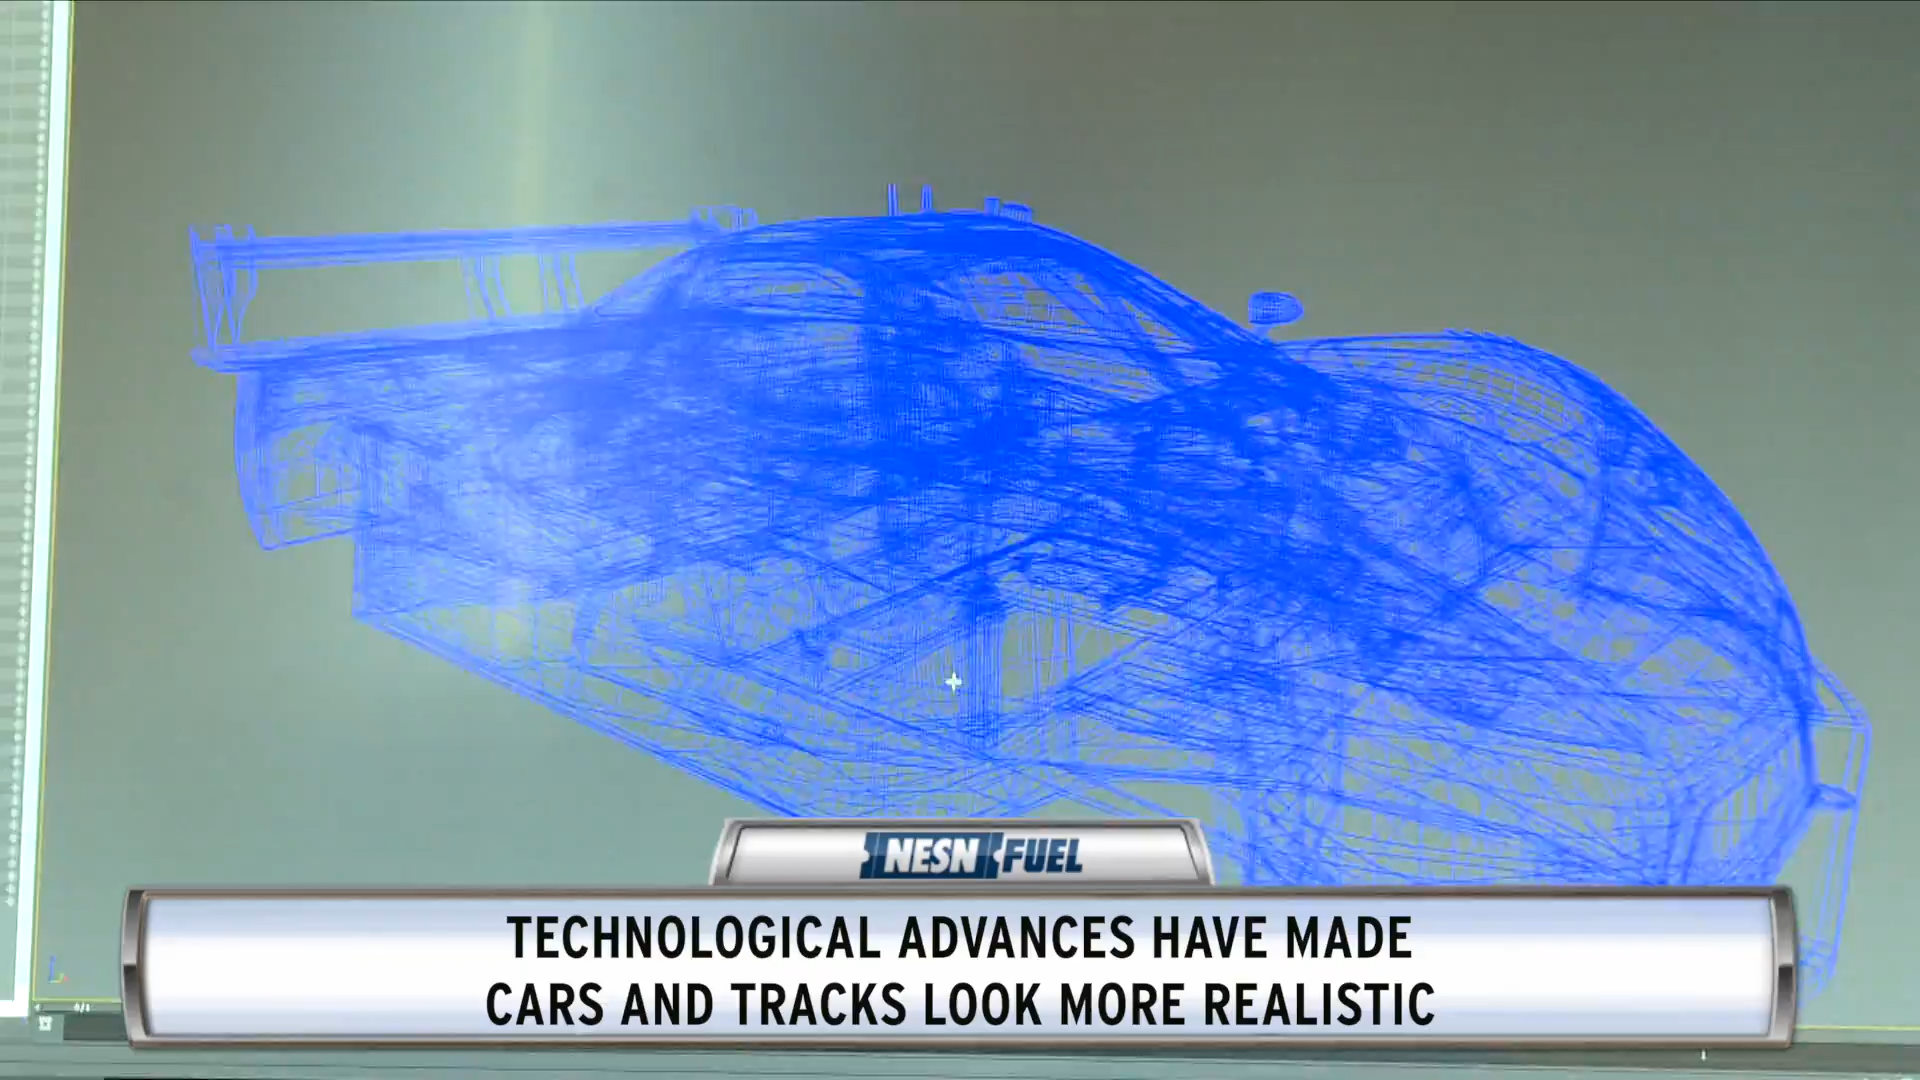 NESN FUEL
TECHNOLOGICAL ADVANCES HAVE MADE
CARS AND TRACKS LOOK MORE REALISTIC